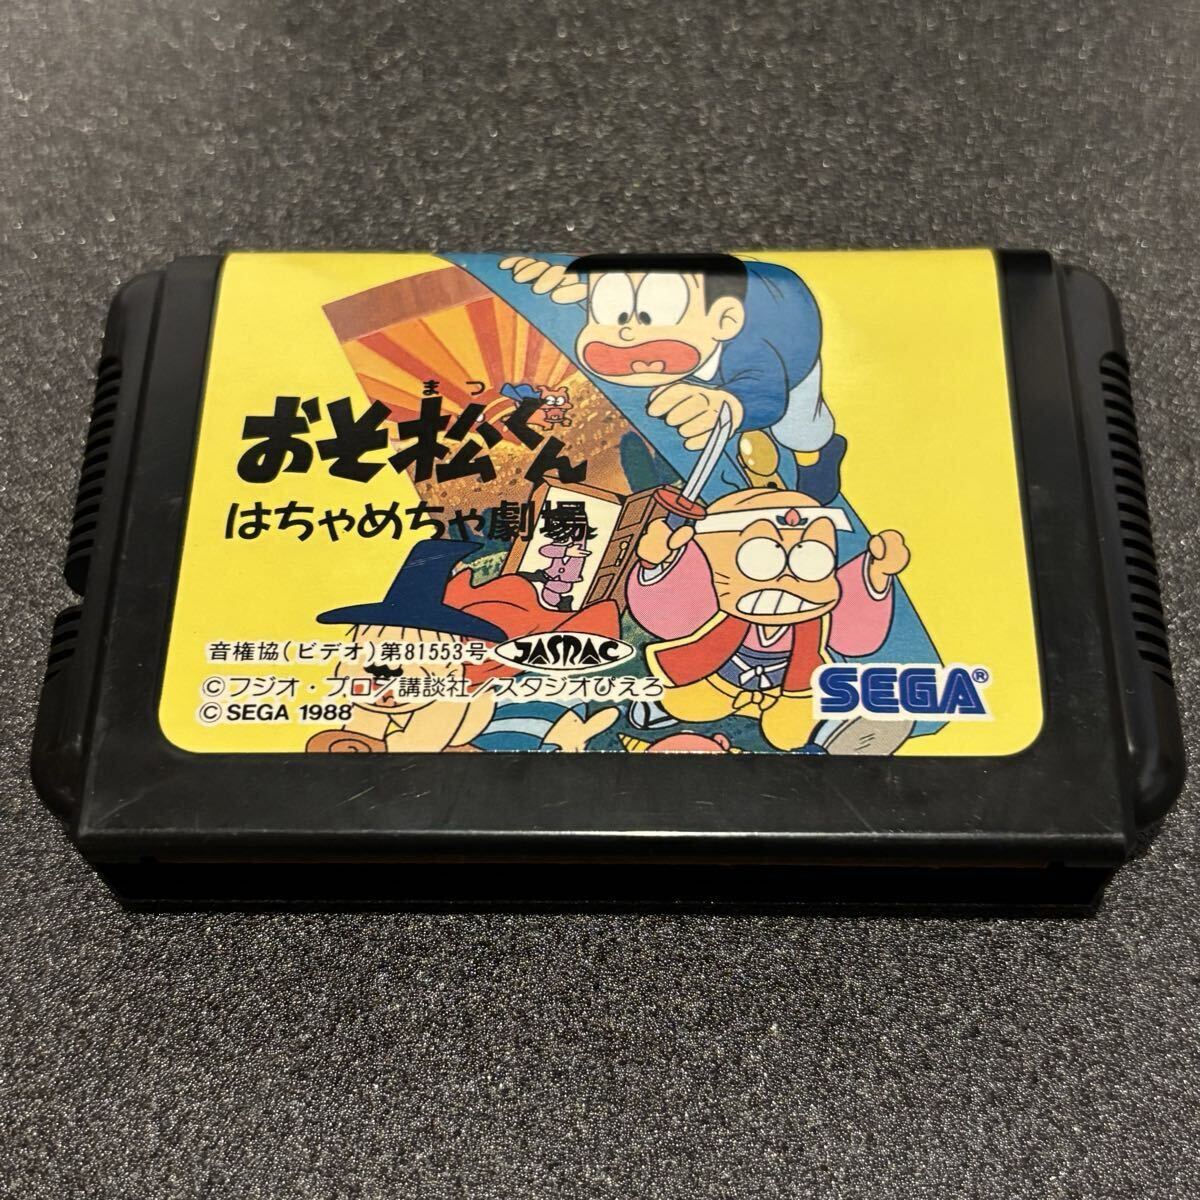 まつ
おそ松くん
はちゃめちゃ劇場
音権協(ビデオ)第81553号 JASRAC
©フジオ・プロ/講談社/スタジオぴえろ
© SEGA 1988
SEGA®